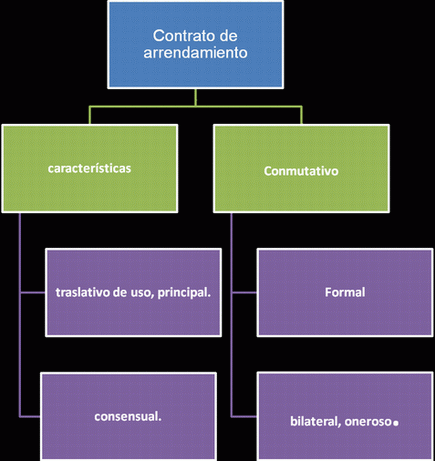 Contrato de
arrendamiento
características
Conmutativo
traslativo de uso, principal.
Formal
consensual.
bilateral, oneroso.